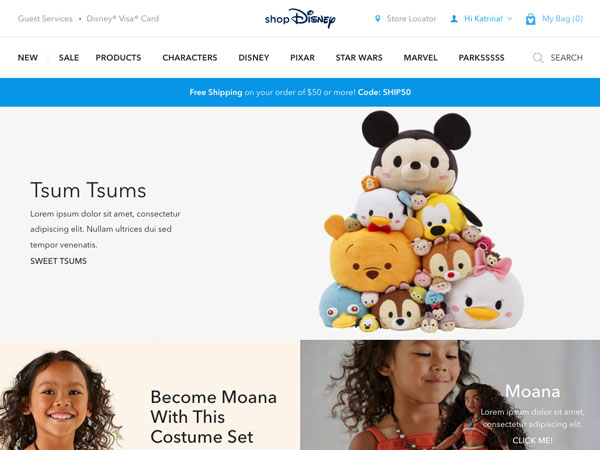 Guest Services • Disney® Visa® Card
shop Disney
Store Locator
Hi Katrina!
My Bag (0)
NEW
SALE
PRODUCTS
CHARACTERS
DISNEY
PIXAR
STAR WARS
MARVEL
PARKSSSSS
SEARCH
Free Shipping on your order of $50 or more! Code: SHIP50
Tsum Tsums
Lorem ipsum dolor sit amet, consectetur
adipiscing elit. Nullam ultrices dui sed
tempor venenatis.
SWEET TSUMS
Become Moana
With This
Costume Set
Moana
Lorem ipsum dolor sit amet,
consectetur adipiscing elit.
CLICK ME!